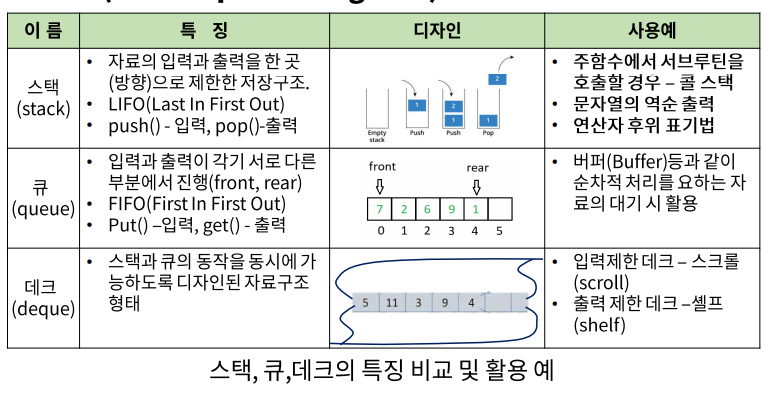 이 름
특 징
디자인
사용예
스택
(stack)
• 자료의 입력과 출력을 한 곳
(방향)으로 제한한 저장구조.
• LIFO(Last In First Out)
• push() - 입력, pop()-출력
1
2
1
2
1
Empty
stack
Push
Push
Pop
• 주함수에서 서브루틴을
호출할 경우 – 콜 스택
• 문자열의 역순 출력
• 연산자 후위 표기법
큐
(queue)
• 입력과 출력이 각기 서로 다른
부분에서 진행(front, rear)
• FIFO(First In First Out)
• Put() –입력, get() - 출력
front rear
7 2 6 9 1
0 1 2 3 4 5
• 버퍼(Buffer)등과 같이
순차적 처리를 요하는 자
료의 대기 시 활용
데크
(deque)
• 스택과 큐의 동작을 동시에 가
능하도록 디자인된 자료구조
형태
5 11 3 9 4
• 입력제한 데크 – 스크롤
(scroll)
• 출력 제한 데크 –셸프
(shelf)
스택, 큐,데크의 특징 비교 및 활용 예